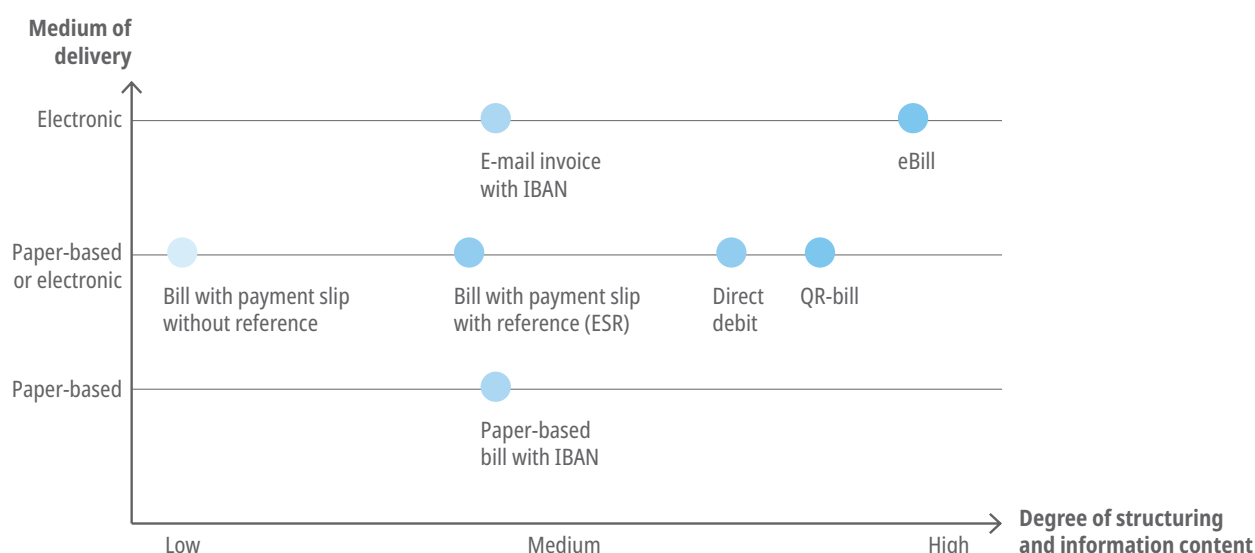 Medium of
delivery
Electronic
E-mail invoice
with IBAN
eBill
Paper-based
or electronic
Bill with payment slip
without reference
Bill with payment slip
with reference (ESR)
Direct
debit
QR-bill
Paper-based
Paper-based
bill with IBAN
Low
Medium
High
Degree of structuring
and information content